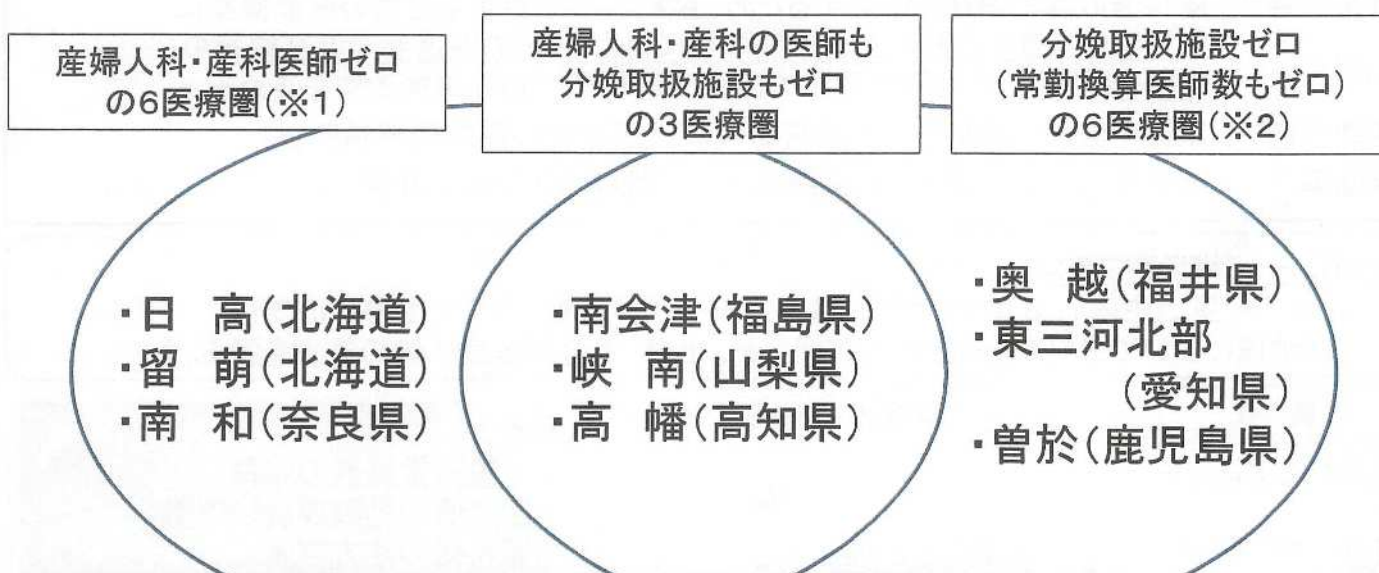 産婦人科・産科医師ゼロ
の6医療圏(※1)
産婦人科・産科の医師も
分娩取扱施設もゼロ
の3医療圏
分娩取扱施設ゼロ
(常勤換算医師数もゼロ)
の6医療圏(※2)
・日　高(北海道)
・留　萌(北海道)
・南　和(奈良県)
・南会津(福島県)
・峡　南(山梨県)
・高　幡(高知県)
・奥　越(福井県)
・東三河北部
(愛知県)
・曽於(鹿児島県)